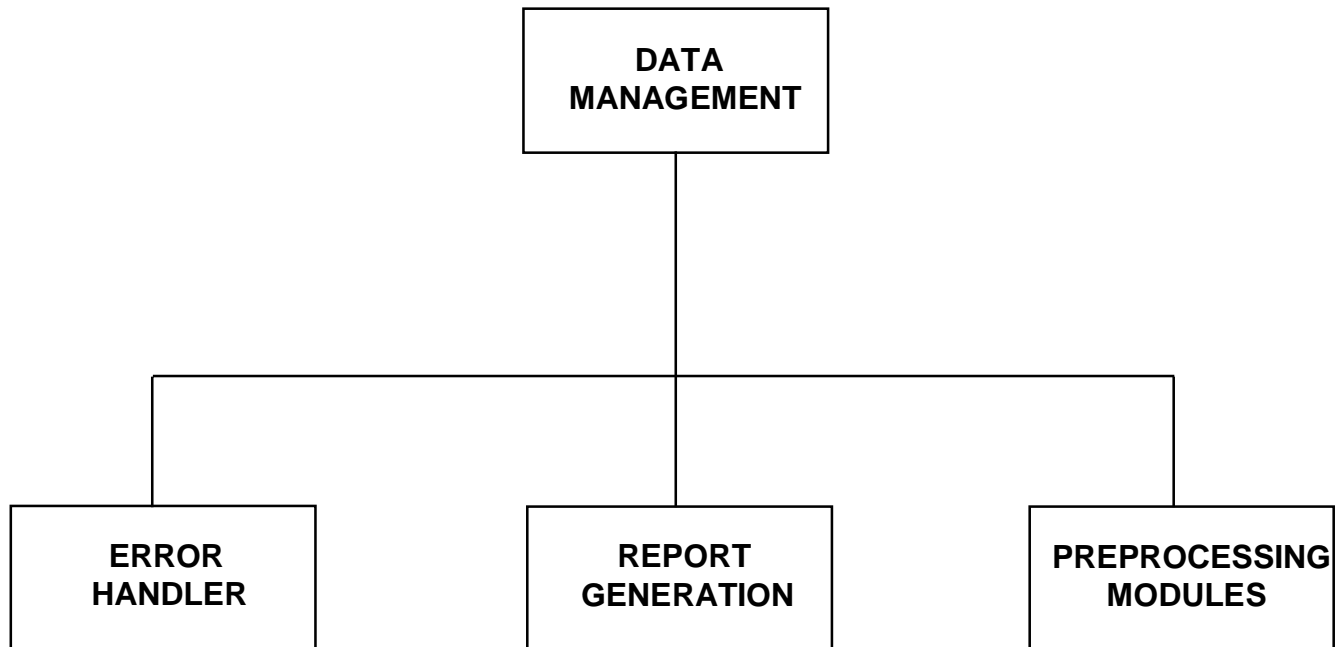 DATA
MANAGEMENT
ERROR
HANDLER
REPORT
GENERATION
PREPROCESSING
MODULES